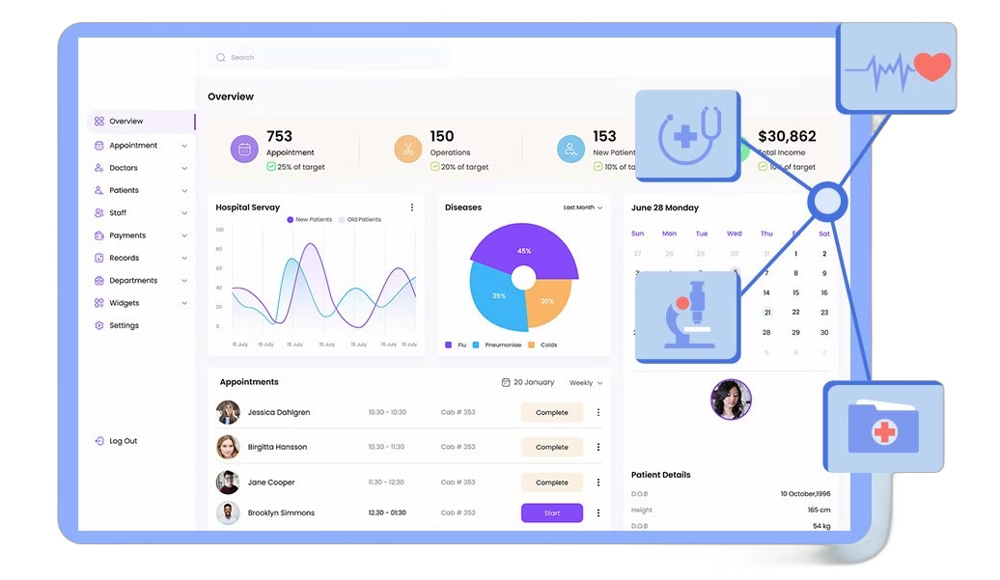 Search
Overview
Overview
Appointment
Doctors
Patients
Staff
Payments
Records
Departments
Widgets
Settings
Log Out
753
Appointment
25% of target
150
Operations
20% of target
153
New Patient
10% of ta
$30,862
Total Income
10% of target
Hospital Servay
New Patients Old Patients
100
80
60
40
20
0
15 July 15 July 15 July 15 July 15 July 15 July 15 July
Diseases
Last Month
45%
35%
20%
Flu Pneumoniae Colds
June 28 Monday
Sun Mon Tue Wed Thu F Sat
27 28 29 30 31 1 2
7 8 9
14 15 16
21 22 23
28 29 30
5 6
Appointments
20 January
Weekly
Jessica Dahlgren 10.30 - 10:30 Cab # 353 Complete
Birgitta Hansson 10.30 - 11:30 Cab # 353 Complete
Jane Cooper 11.30 - 12:30 Cab # 353 Complete
Brooklyn Simmons 12.30 - 01:30 Cab # 353 Start
Patient Details
D.O.B 10 October,1996
Height 165 cm
D.O.B 54 kg